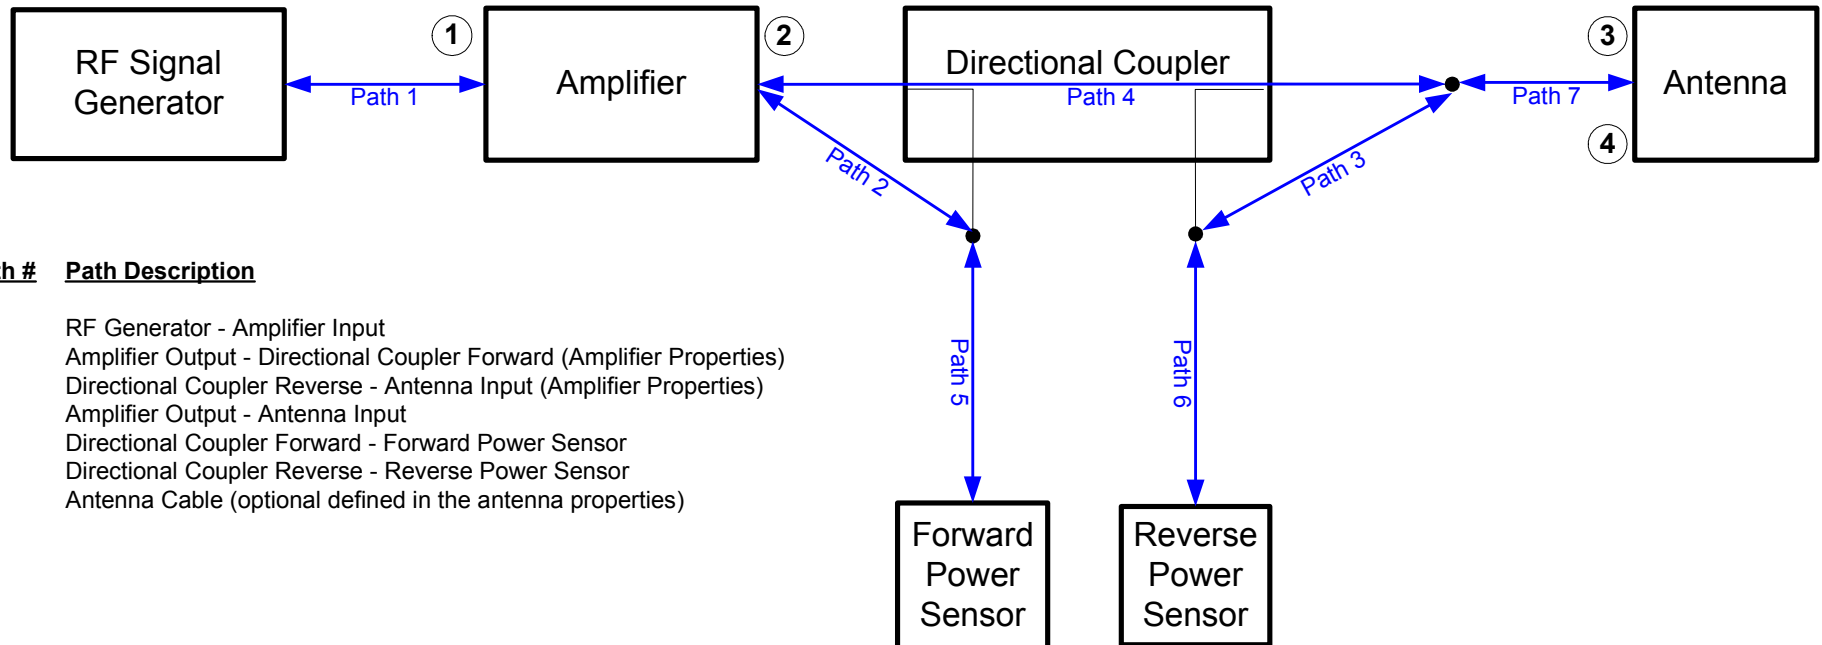 RF Signal
Generator
Path 1
1
Amplifier
2
Directional Coupler
Path 4
Path 7
3
4
Antenna
Path 2
Path 3
Path 5
Path 6
th # Path Description
RF Generator - Amplifier Input
Amplifier Output - Directional Coupler Forward (Amplifier Properties)
Directional Coupler Reverse - Antenna Input (Amplifier Properties)
Amplifier Output - Antenna Input
Directional Coupler Forward - Forward Power Sensor
Directional Coupler Reverse - Reverse Power Sensor
Antenna Cable (optional defined in the antenna properties)
Forward
Power
Sensor
Reverse
Power
Sensor